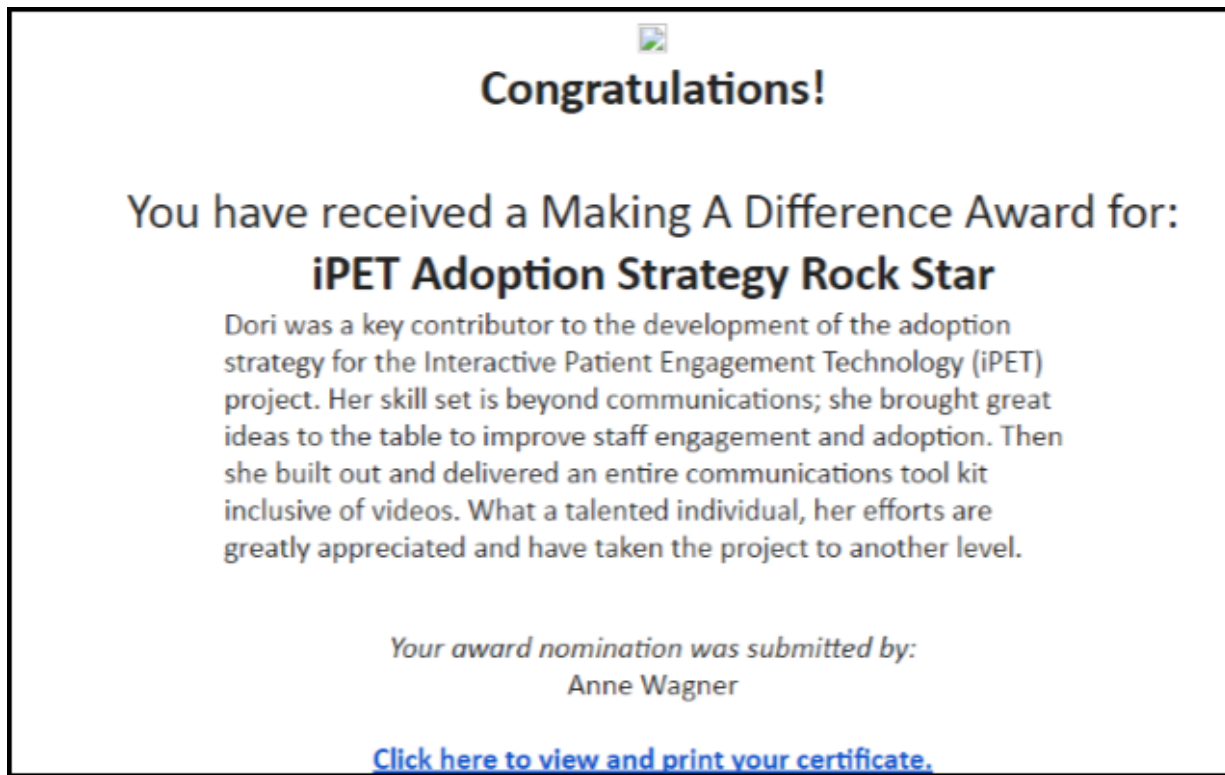 Congratulations!
You have received a Making A Difference Award for:
iPET Adoption Strategy Rock Star
Dori was a key contributor to the development of the adoption
strategy for the Interactive Patient Engagement Technology (iPET)
project. Her skill set is beyond communications; she brought great
ideas to the table to improve staff engagement and adoption. Then
she built out and delivered an entire communications tool kit
inclusive of videos. What a talented individual, her efforts are
greatly appreciated and have taken the project to another level.
Your award nomination was submitted by:
Anne Wagner
Click here to view and print your certificate.